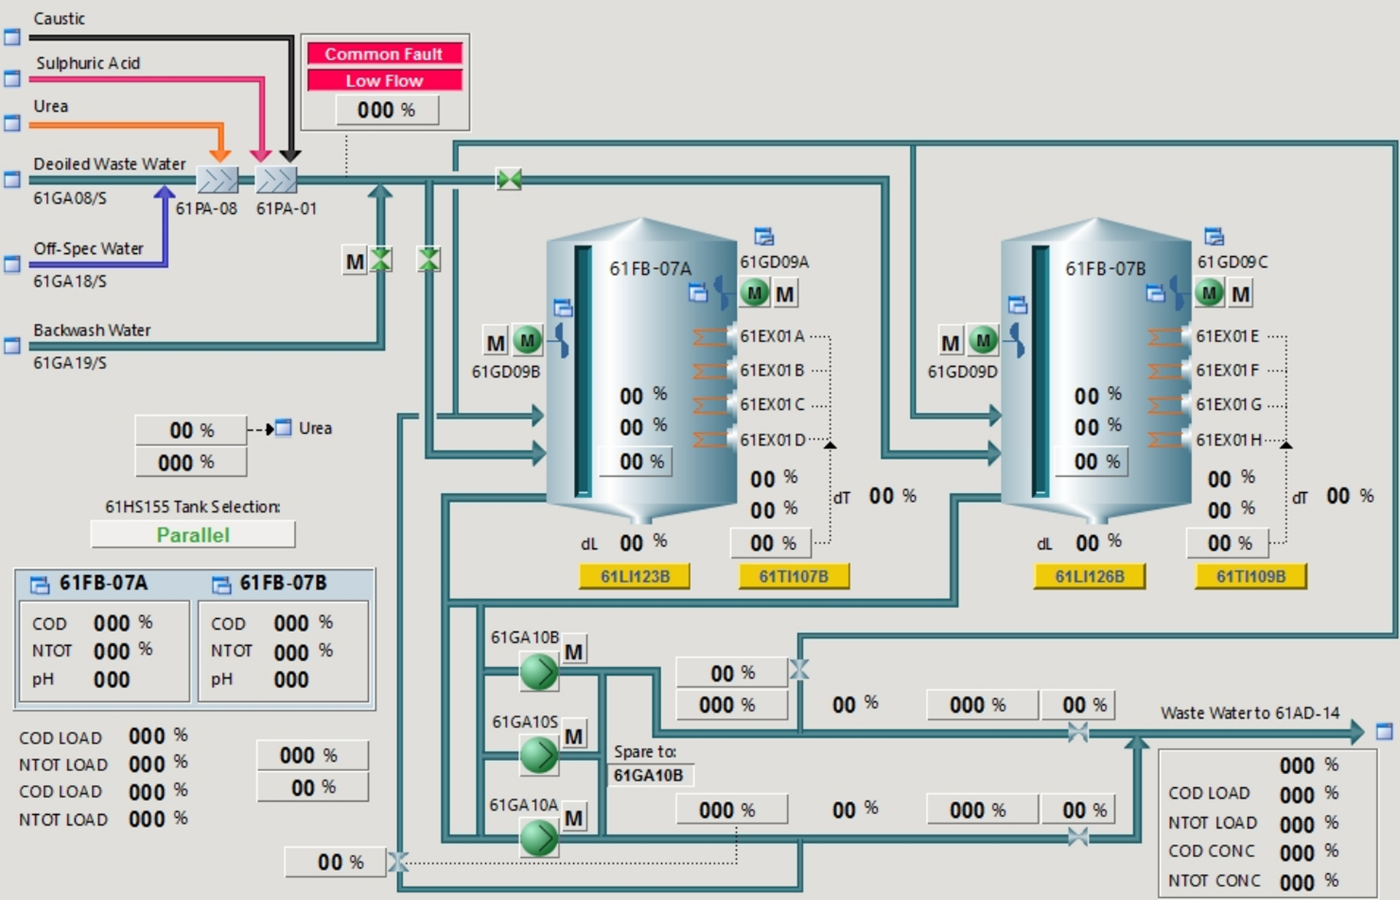 Caustic
Sulphuric Acid
Urea
Deoiled Waste Water
61GA08/S
Off-Spec Water
61GA18/S
Backwash Water
61GA19/S
61PA-08
61PA-01
Common Fault
Low Flow
000 %
M
00 %
000 %
Urea
61HS155 Tank Selection:
Parallel
61FB-07A
61FB-07B
COD 000 %
NTOT 000 %
pH 000
COD 000 %
NTOT 000 %
pH 000
COD LOAD 000 %
NTOT LOAD 000 %
COD LOAD 000 %
NTOT LOAD 000 %
000 %
00 %
00 %
61FB-07A
61GD09A
M M
M M
61GD09B
61EX01A
61EX01B
61EX01C
61EX01D
00 %
00 %
00 %
00 %
00 %
00 %
dT 00 %
dL 00 %
61LI123B
61TI107B
61FB-07B
61GD09C
M M
M M
61GD09D
61EX01E
61EX01F
61EX01G
61EX01H
00 %
00 %
00 %
00 %
00 %
00 %
dT 00 %
dL 00 %
61LI126B
61TI109B
61GA10B
M
61GA10S
M
61GA10A
M
Spare to:
61GA10B
00 %
000 %
00 %
000 %
00 %
000 %
00 %
000 %
00 %
Waste Water to 61AD-14
000 %
COD LOAD 000 %
NTOT LOAD 000 %
COD CONC 000 %
NTOT CONC 000 %